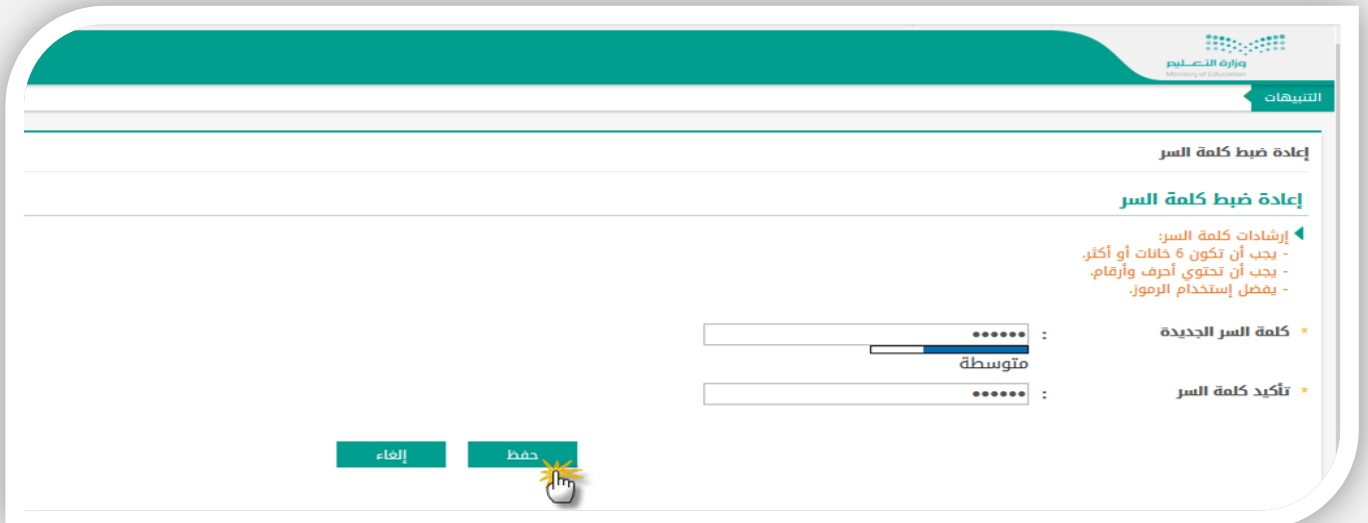 وزارة التعليم
Ministry of Education
التنبيهات
إعادة ضبط كلمة السر
إعادة ضبط كلمة السر
إرشادات كلمة السر:
- يجب أن تكون 6 خانات أو أكثر.
- يجب أن تحتوي أحرف وأرقام.
- يفضل إستخدام الرموز.
* كلمة السر الجديدة : ••••••
متوسطة
* تأكيد كلمة السر : ••••••
حفظ إلغاء